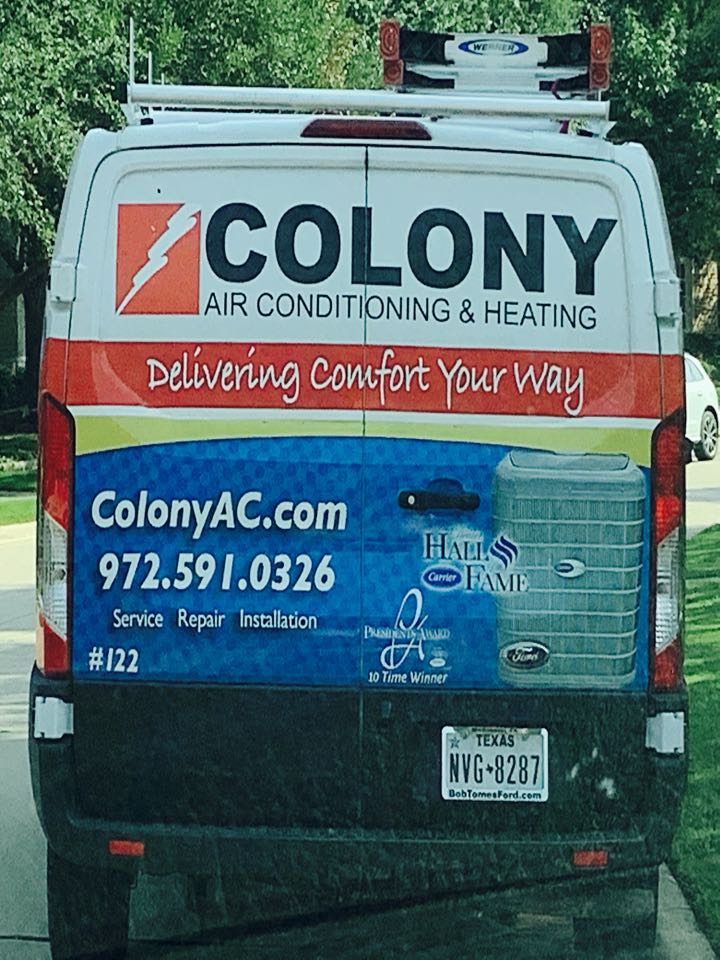 WERNER
COLONY
AIR CONDITIONING & HEATING
Delivering Comfort Your Way
ColonyAC.com
972.591.0326
Service Repair Installation
#122
HALL
Carrier FAME
PRESIDENT'S AWARD
10 Time Winner
Ford
TEXAS
NVG 8287
BobTomesFord.com